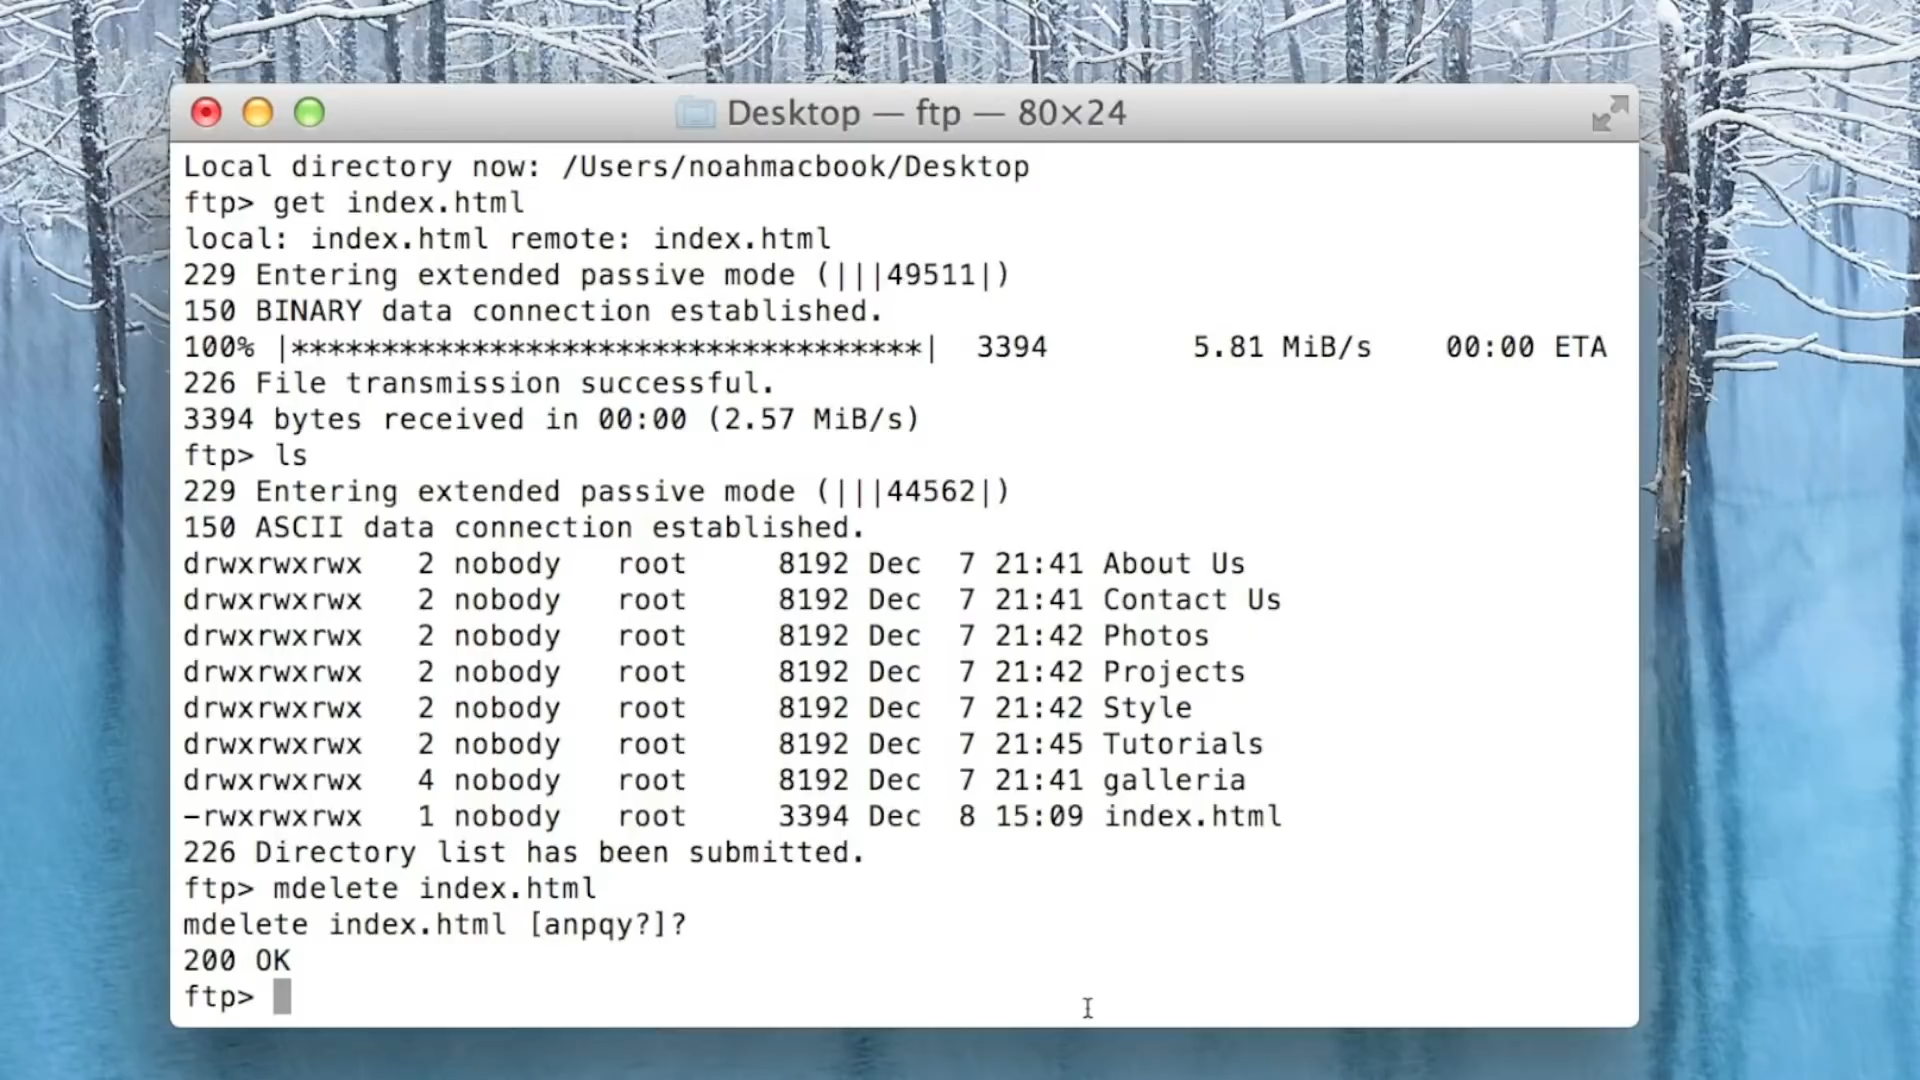 Desktop — ftp — 80×24
Local directory now: /Users/noahmacbook/Desktop
ftp> get index.html
local: index.html remote: index.html
229 Entering extended passive mode (|||49511|)
150 BINARY data connection established.
100% |***********************************| 3394 5.81 MiB/s 00:00 ETA
226 File transmission successful.
3394 bytes received in 00:00 (2.57 MiB/s)
ftp> ls
229 Entering extended passive mode (|||44562|)
150 ASCII data connection established.
drwxrwxrwx 2 nobody root 8192 Dec 7 21:41 About Us
drwxrwxrwx 2 nobody root 8192 Dec 7 21:41 Contact Us
drwxrwxrwx 2 nobody root 8192 Dec 7 21:42 Photos
drwxrwxrwx 2 nobody root 8192 Dec 7 21:42 Projects
drwxrwxrwx 2 nobody root 8192 Dec 7 21:42 Style
drwxrwxrwx 2 nobody root 8192 Dec 7 21:45 Tutorials
drwxrwxrwx 4 nobody root 8192 Dec 7 21:41 galleria
-rwxrwxrwx 1 nobody root 3394 Dec 8 15:09 index.html
226 Directory list has been submitted.
ftp> mdelete index.html
mdelete index.html [anpqy?]?
200 OK
ftp>